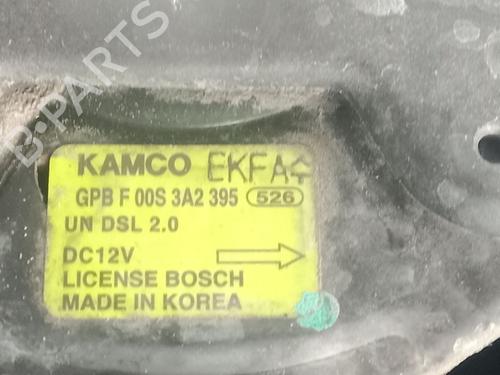 B-PARTS
KAMCO EKFA
GPB F 00S 3A2 395 526
UN DSL 2.0
DC12V
LICENSE BOSCH
MADE IN KOREA